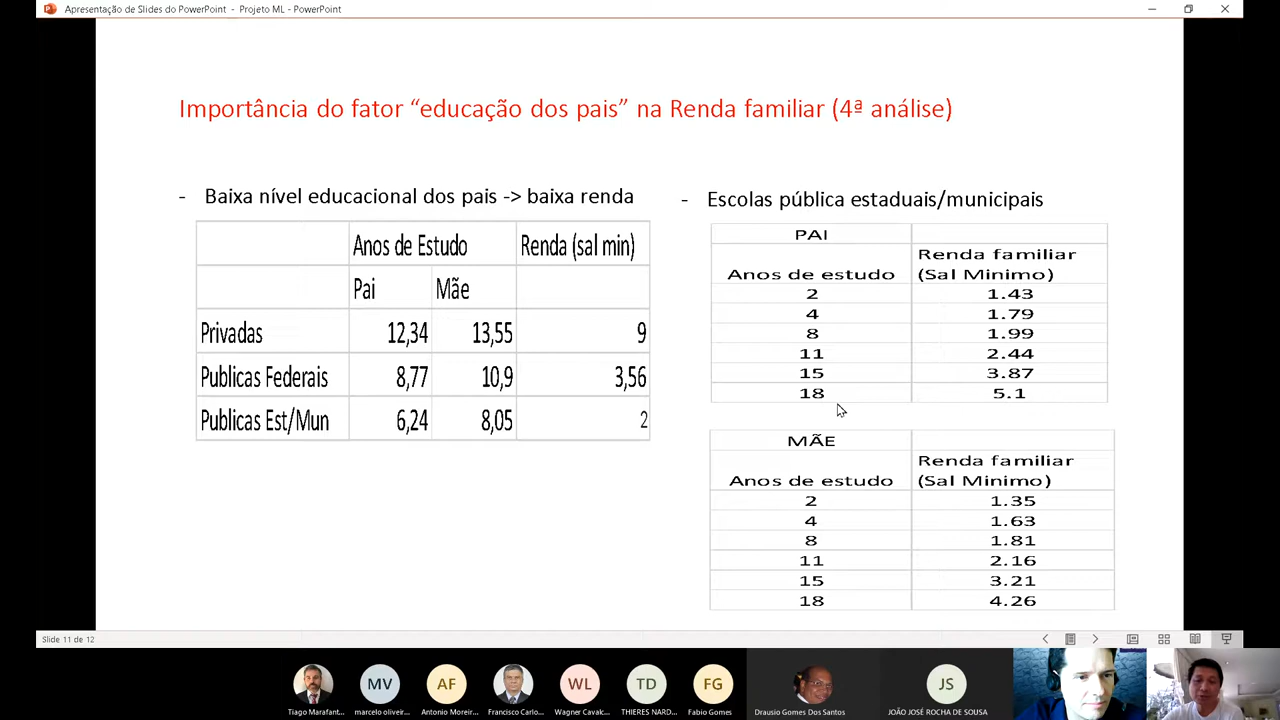 Apresentação de Slides do PowerPoint - Projeto ML - PowerPoint
Importância do fator “educação dos pais” na Renda familiar (4ª análise)
- Baixa nível educacional dos pais -> baixa renda
Anos de Estudo Renda (sal min)
Pai Mãe
Privadas 12,34 13,55 9
Publicas Federais 8,77 10,9 3,56
Publicas Est/Mun 6,24 8,05 2
- Escolas pública estaduais/municipais
PAI
Anos de estudo Renda familiar (Sal Minimo)
2 1.43
4 1.79
8 1.99
11 2.44
15 3.87
18 5.1
MÃE
Anos de estudo Renda familiar (Sal Minimo)
2 1.35
4 1.63
8 1.81
11 2.16
15 3.21
18 4.26
Slide 11 de 12
MV AF WL TD FG JS
Tiago Marafant... marcelo oliveir... Antonio Moreir... Francisco Carlo... Wagner Cavalc... THIERES NARD... Fabio Gomes Drausio Gomes Dos Santos JOÃO JOSÉ ROCHA DE SOUSA